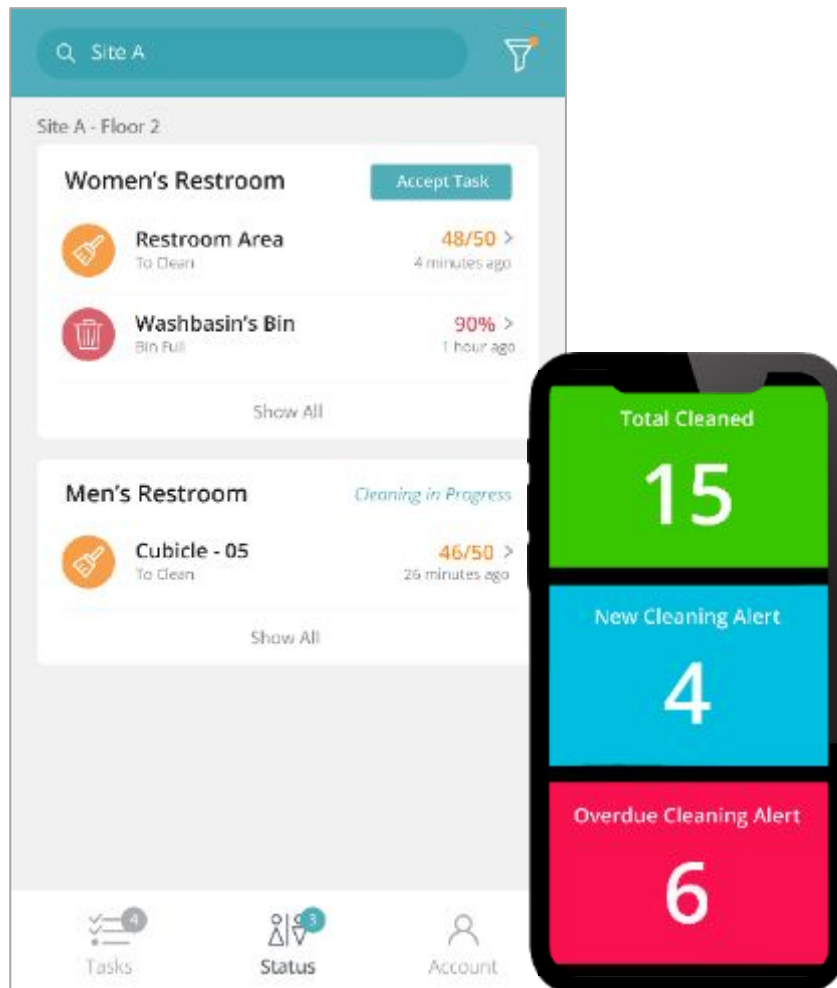 Site A
Site A - Floor 2
Women's Restroom
Accept Task
Restroom Area
48/50 >
To Clean
4 minutes ago
Washbasin's Bin
90% >
Bin Full
1 hour ago
Show All
Men's Restroom
Cleaning in Progress
Cubicle - 05
46/50 >
To Clean
26 minutes ago
Show All
4
Tasks
3
Status
Account
Total Cleaned
15
New Cleaning Alert
4
Overdue Cleaning Alert
6